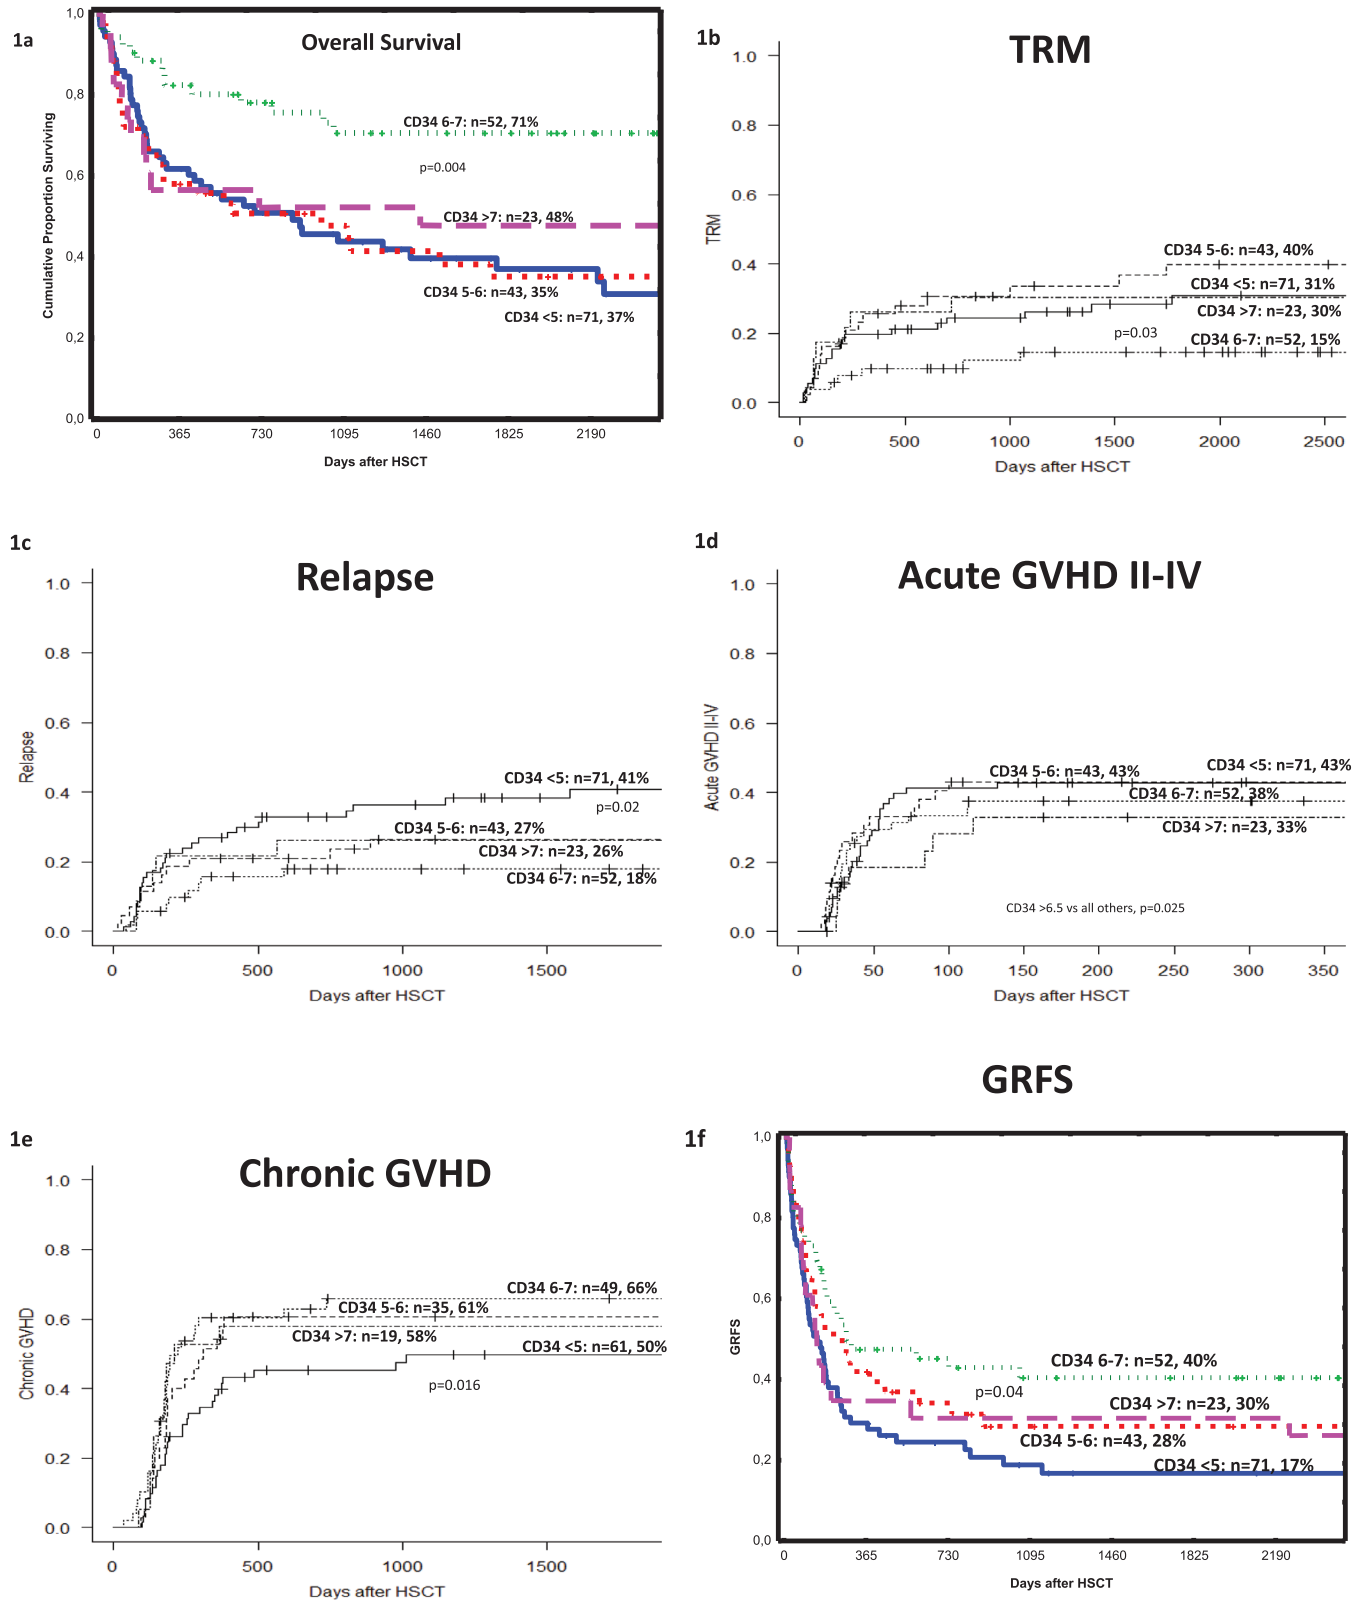 1a
Overall Survival
1,0
0,8
0,6
0,4
0,2
0,0
Cumulative Proportion Surviving
CD34 6-7: n=52, 71%
p=0.004
CD34 >7: n=23, 48%
CD34 5-6: n=43, 35%
CD34 <5: n=71, 37%
0 365 730 1095 1460 1825 2190
Days after HSCT
1b
TRM
1.0
0.8
0.6
0.4
0.2
0.0
TRM
CD34 5-6: n=43, 40%
CD34 <5: n=71, 31%
CD34 >7: n=23, 30%
p=0.03
CD34 6-7: n=52, 15%
0 500 1000 1500 2000 2500
Days after HSCT
1c
Relapse
1.0
0.8
0.6
0.4
0.2
0.0
Relapse
CD34 <5: n=71, 41%
p=0.02
CD34 5-6: n=43, 27%
CD34 >7: n=23, 26%
CD34 6-7: n=52, 18%
0 500 1000 1500
Days after HSCT
1d
Acute GVHD II-IV
1.0
0.8
0.6
0.4
0.2
0.0
Acute GVHD II-IV
CD34 <5: n=71, 43%
CD34 5-6: n=43, 43%
CD34 6-7: n=52, 38%
CD34 >7: n=23, 33%
CD34 >6.5 vs all others, p=0.025
0 50 100 150 200 250 300 350
Days after HSCT
1e
Chronic GVHD
1.0
0.8
0.6
0.4
0.2
0.0
Chronic GVHD
CD34 6-7: n=49, 66%
CD34 5-6: n=35, 61%
CD34 >7: n=19, 58%
CD34 <5: n=61, 50%
p=0.016
0 500 1000 1500
Days after HSCT
GRFS
1f
1,0
0,8
0,6
0,4
0,2
0,0
GRFS
CD34 6-7: n=52, 40%
p=0.04
CD34 >7: n=23, 30%
CD34 5-6: n=43, 28%
CD34 <5: n=71, 17%
0 365 730 1095 1460 1825 2190
Days after HSCT